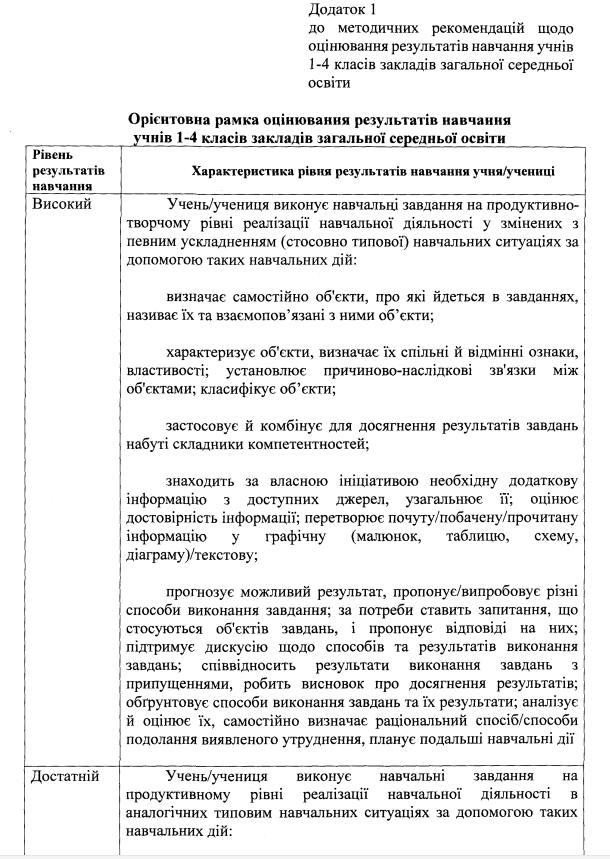 Додаток 1
до методичних рекомендацій щодо
оцінювання результатів навчання учнів
1-4 класів закладів загальної середньої
освіти
Орієнтовна рамка оцінювання результатів навчання
учнів 1-4 класів закладів загальної середньої освіти
Рівень
результатів
навчання
Характеристика рівня результатів навчання учня/учениці
Високий
Учень/учениця виконує навчальні завдання на продуктивно-
творчому рівні реалізації навчальної діяльності у змінених з
певним ускладненням (стосовно типової) навчальних ситуаціях за
допомогою таких навчальних дій:
визначає самостійно об'єкти, про які йдеться в завданнях,
називає їх та взаємопов’язані з ними об’єкти;
характеризує об'єкти, визначає їх спільні й відмінні ознаки,
властивості; установлює причиново-наслідкові зв'язки між
об'єктами; класифікує об’єкти;
застосовує й комбінує для досягнення результатів завдань
набуті складники компетентностей;
знаходить за власною ініціативою необхідну додаткову
інформацію з доступних джерел, узагальнює її; оцінює
достовірність інформації; перетворює почуту/побачену/прочитану
інформацію у графічну (малюнок, таблицю, схему,
діаграму)/текстову;
прогнозує можливий результат, пропонує/випробовує різні
способи виконання завдання; за потреби ставить запитання, що
стосуються об'єктів завдань, і пропонує відповіді на них;
підтримує дискусію щодо способів та результатів виконання
завдань; співвідносить результати виконання завдань з
припущеннями, робить висновок про досягнення результатів;
обґрунтовує способи виконання завдань та їх результати; аналізує
й оцінює їх, самостійно визначає раціональний спосіб/способи
подолання виявленого утруднення, планує подальші навчальні дії
Достатній
Учень/учениця виконує навчальні завдання на
продуктивному рівні реалізації навчальної діяльності в
аналогічних типовим навчальних ситуаціях за допомогою таких
навчальних дій: